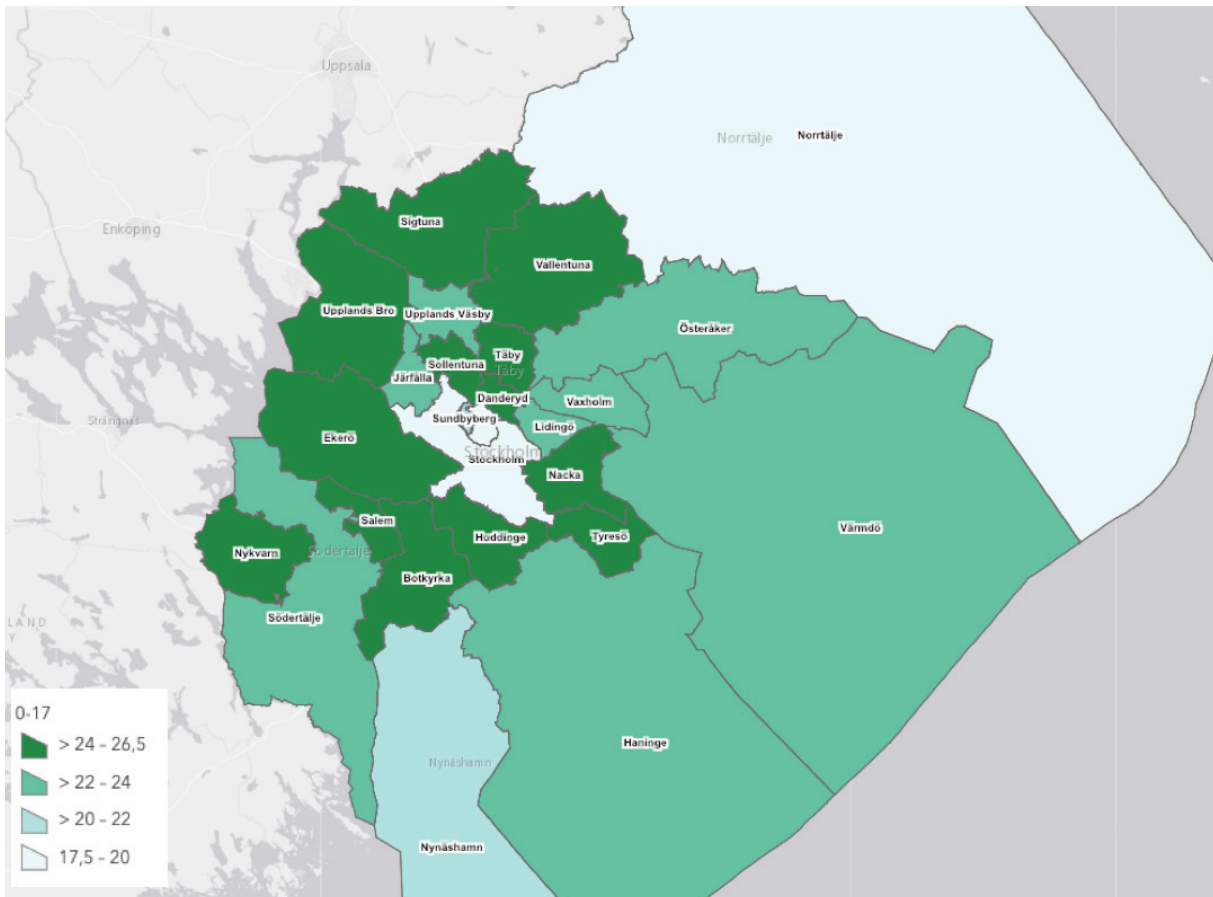 Uppsala
Norrtälje
Norrtälje
Enköping
Sigtuna
Vallentuna
Upplands Bro
Upplands Väsby
Österåker
Täby
Täby
Sollentuna
Järfälla
Danderyd
Vaxholm
Strängnäs
Sundbyberg
Lidingö
Ekerö
Stockholm
Stockholm
Nacka
Salem
Värmdö
Huddinge
Tyresö
Nykvarn
Södertälje
Botkyrka
Södertälje
LAND
Y
0-17
> 24 – 26,5
Haninge
Nynäshamn
> 22 – 24
> 20 – 22
Nynäshamn
17,5 – 20